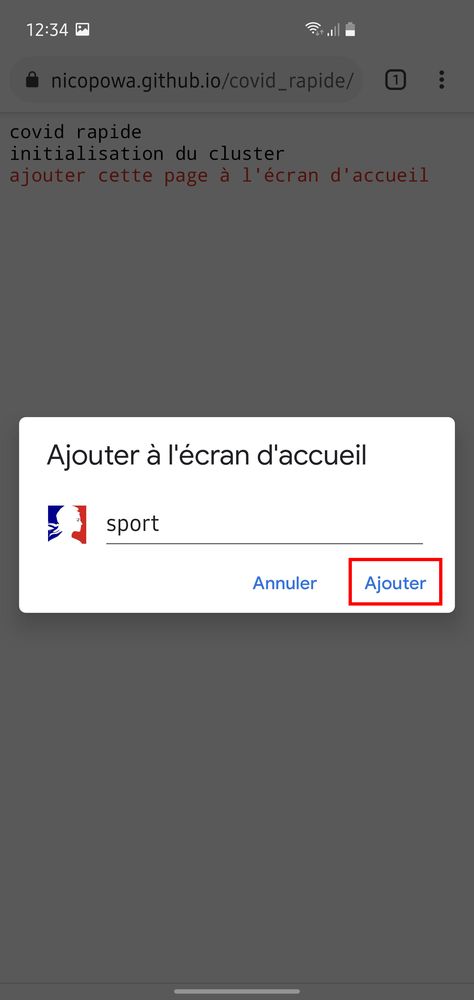 12:34
nicopowa.github.io/covid_rapide/
1
covid rapide
initialisation du cluster
ajouter cette page à l'écran d'accueil
Ajouter à l'écran d'accueil
sport
Annuler Ajouter